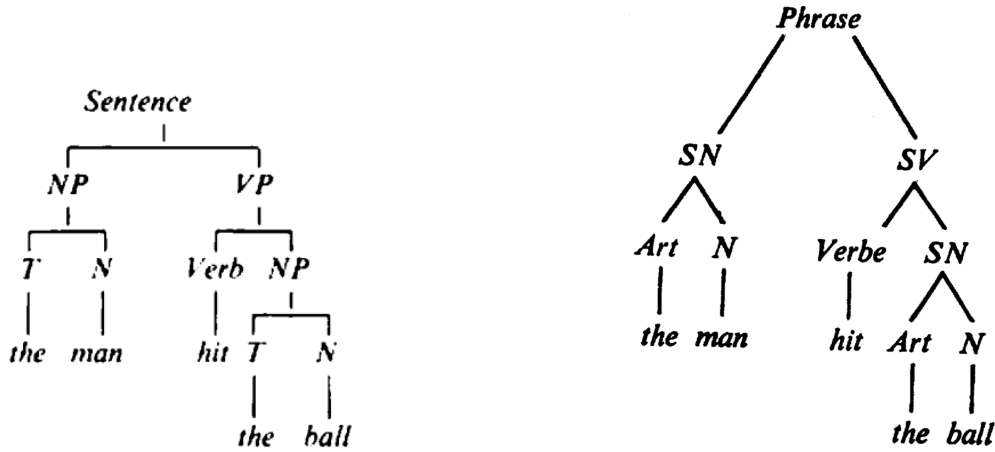 Sentence
NP VP
T N Verb NP
the man hit T N
the ball
Phrase
SN SV
Art N Verbe SN
the man hit Art N
the ball